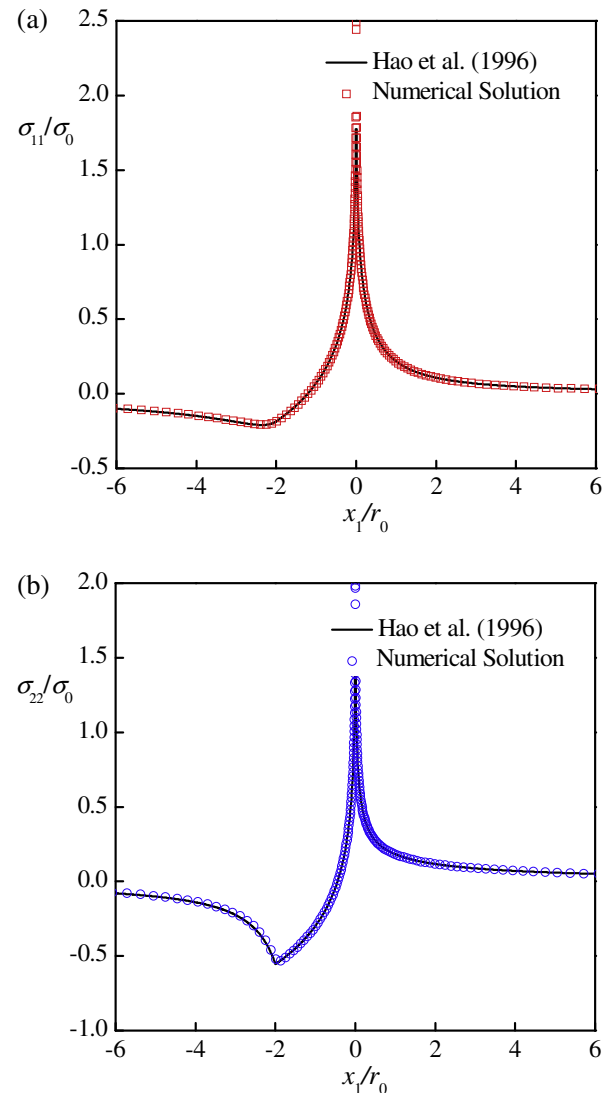 (a)
2.5
Hao et al. (1996)
2.0
Numerical Solution
σ₁₁/σ₀
1.5
1.0
0.5
0.0
-0.5
-6 -4 -2 0 2 4 6
x₁/r₀
(b)
2.0
Hao et al. (1996)
1.5
Numerical Solution
σ₂₂/σ₀
1.0
0.5
0.0
-0.5
-1.0
-6 -4 -2 0 2 4 6
x₁/r₀